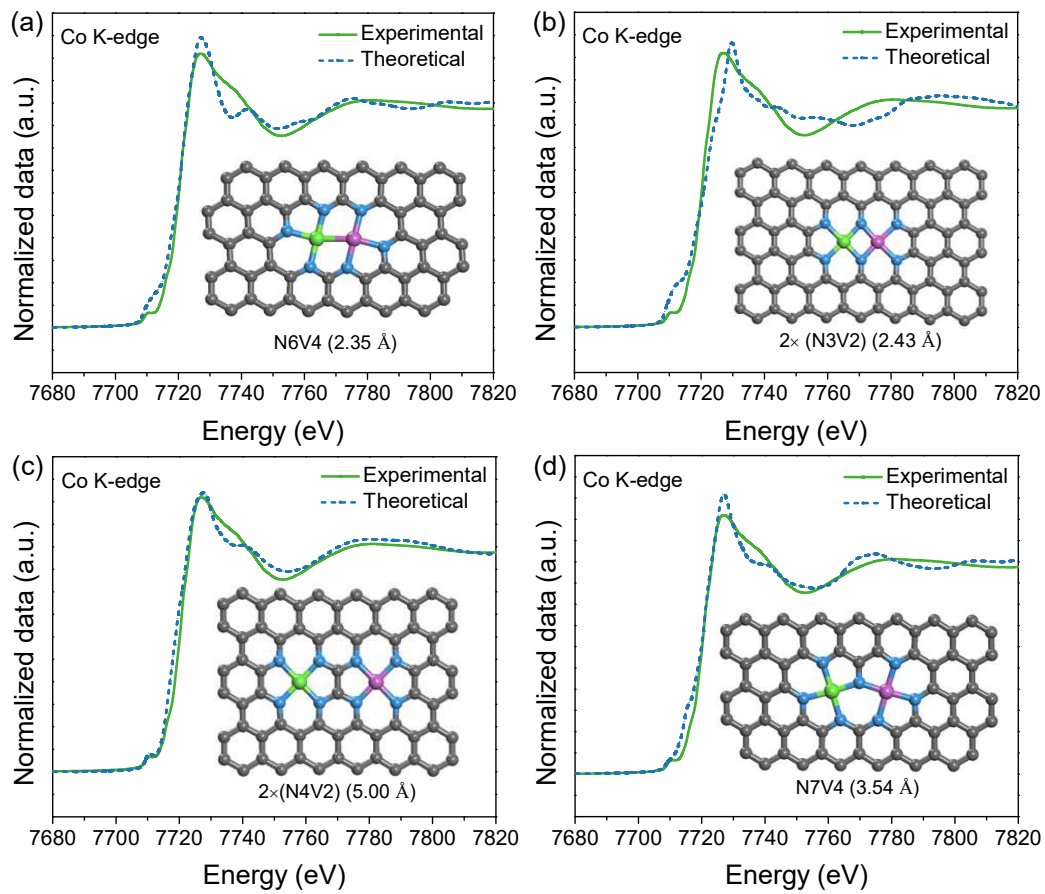 (a)
Co K-edge
Experimental
Theoretical
Normalized data (a.u.)
N6V4 (2.35 Å)
7680 7700 7720 7740 7760 7780 7800 7820
Energy (eV)
(b)
Co K-edge
Experimental
Theoretical
Normalized data (a.u.)
2× (N3V2) (2.43 Å)
7680 7700 7720 7740 7760 7780 7800 7820
Energy (eV)
(c)
Co K-edge
Experimental
Theoretical
Normalized data (a.u.)
2×(N4V2) (5.00 Å)
7680 7700 7720 7740 7760 7780 7800 7820
Energy (eV)
(d)
Co K-edge
Experimental
Theoretical
Normalized data (a.u.)
N7V4 (3.54 Å)
7680 7700 7720 7740 7760 7780 7800 7820
Energy (eV)